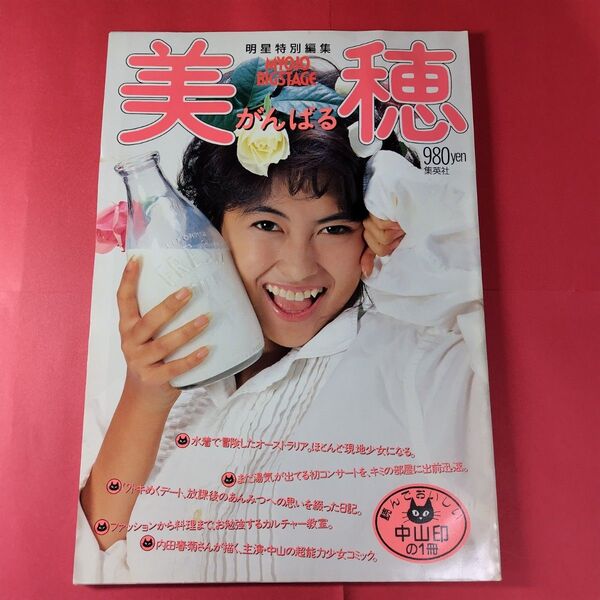 明星特別編集
MYOJO
BIG STAGE
美穂
がんばる
980yen
集英社
水着で冒険したオーストラリア。ほとんど現地少女になる。
まだ湯気が出てる初コンサートを、キミの部屋に出前迅速。
トキめくデート、放課後のあんみつへの思いを綴った日記。
ファッションから料理まで、お勉強するカルチャー教室。
内田春菊さんが描く、主演・中山の超能力少女コミック。
読んでおいしい
中山印
の1冊